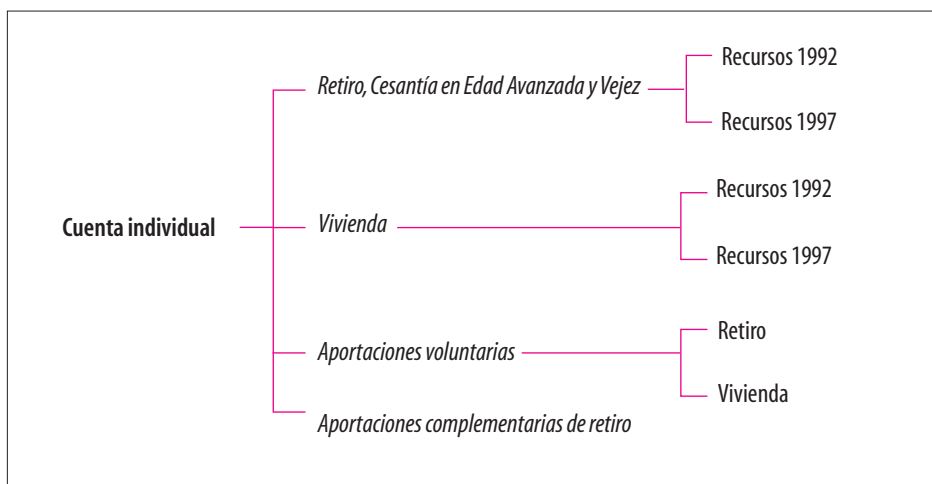 Recursos 1992
Retiro, Cesantía en Edad Avanzada y Vejez
Recursos 1997
Recursos 1992
Cuenta individual
Vivienda
Recursos 1997
Retiro
Aportaciones voluntarias
Vivienda
Aportaciones complementarias de retiro